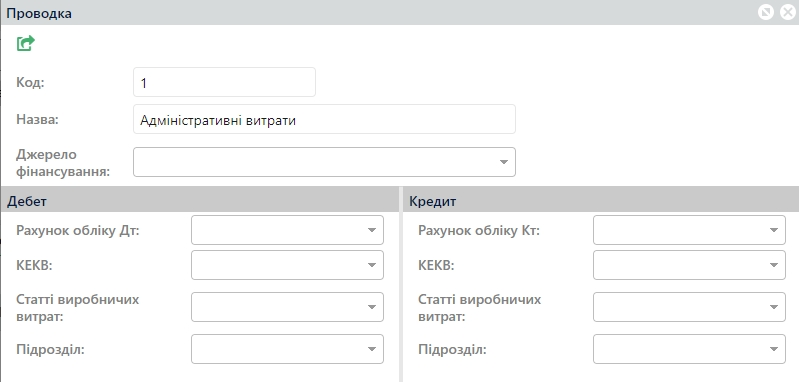 Проводка
Код: 1
Назва: Адміністративні витрати
Джерело
фінансування:
Дебет Кредит
Рахунок обліку Дт: Рахунок обліку Кт:
КЕКВ: КЕКВ:
Статті виробничих Статті виробничих
витрат: витрат:
Підрозділ: Підрозділ: